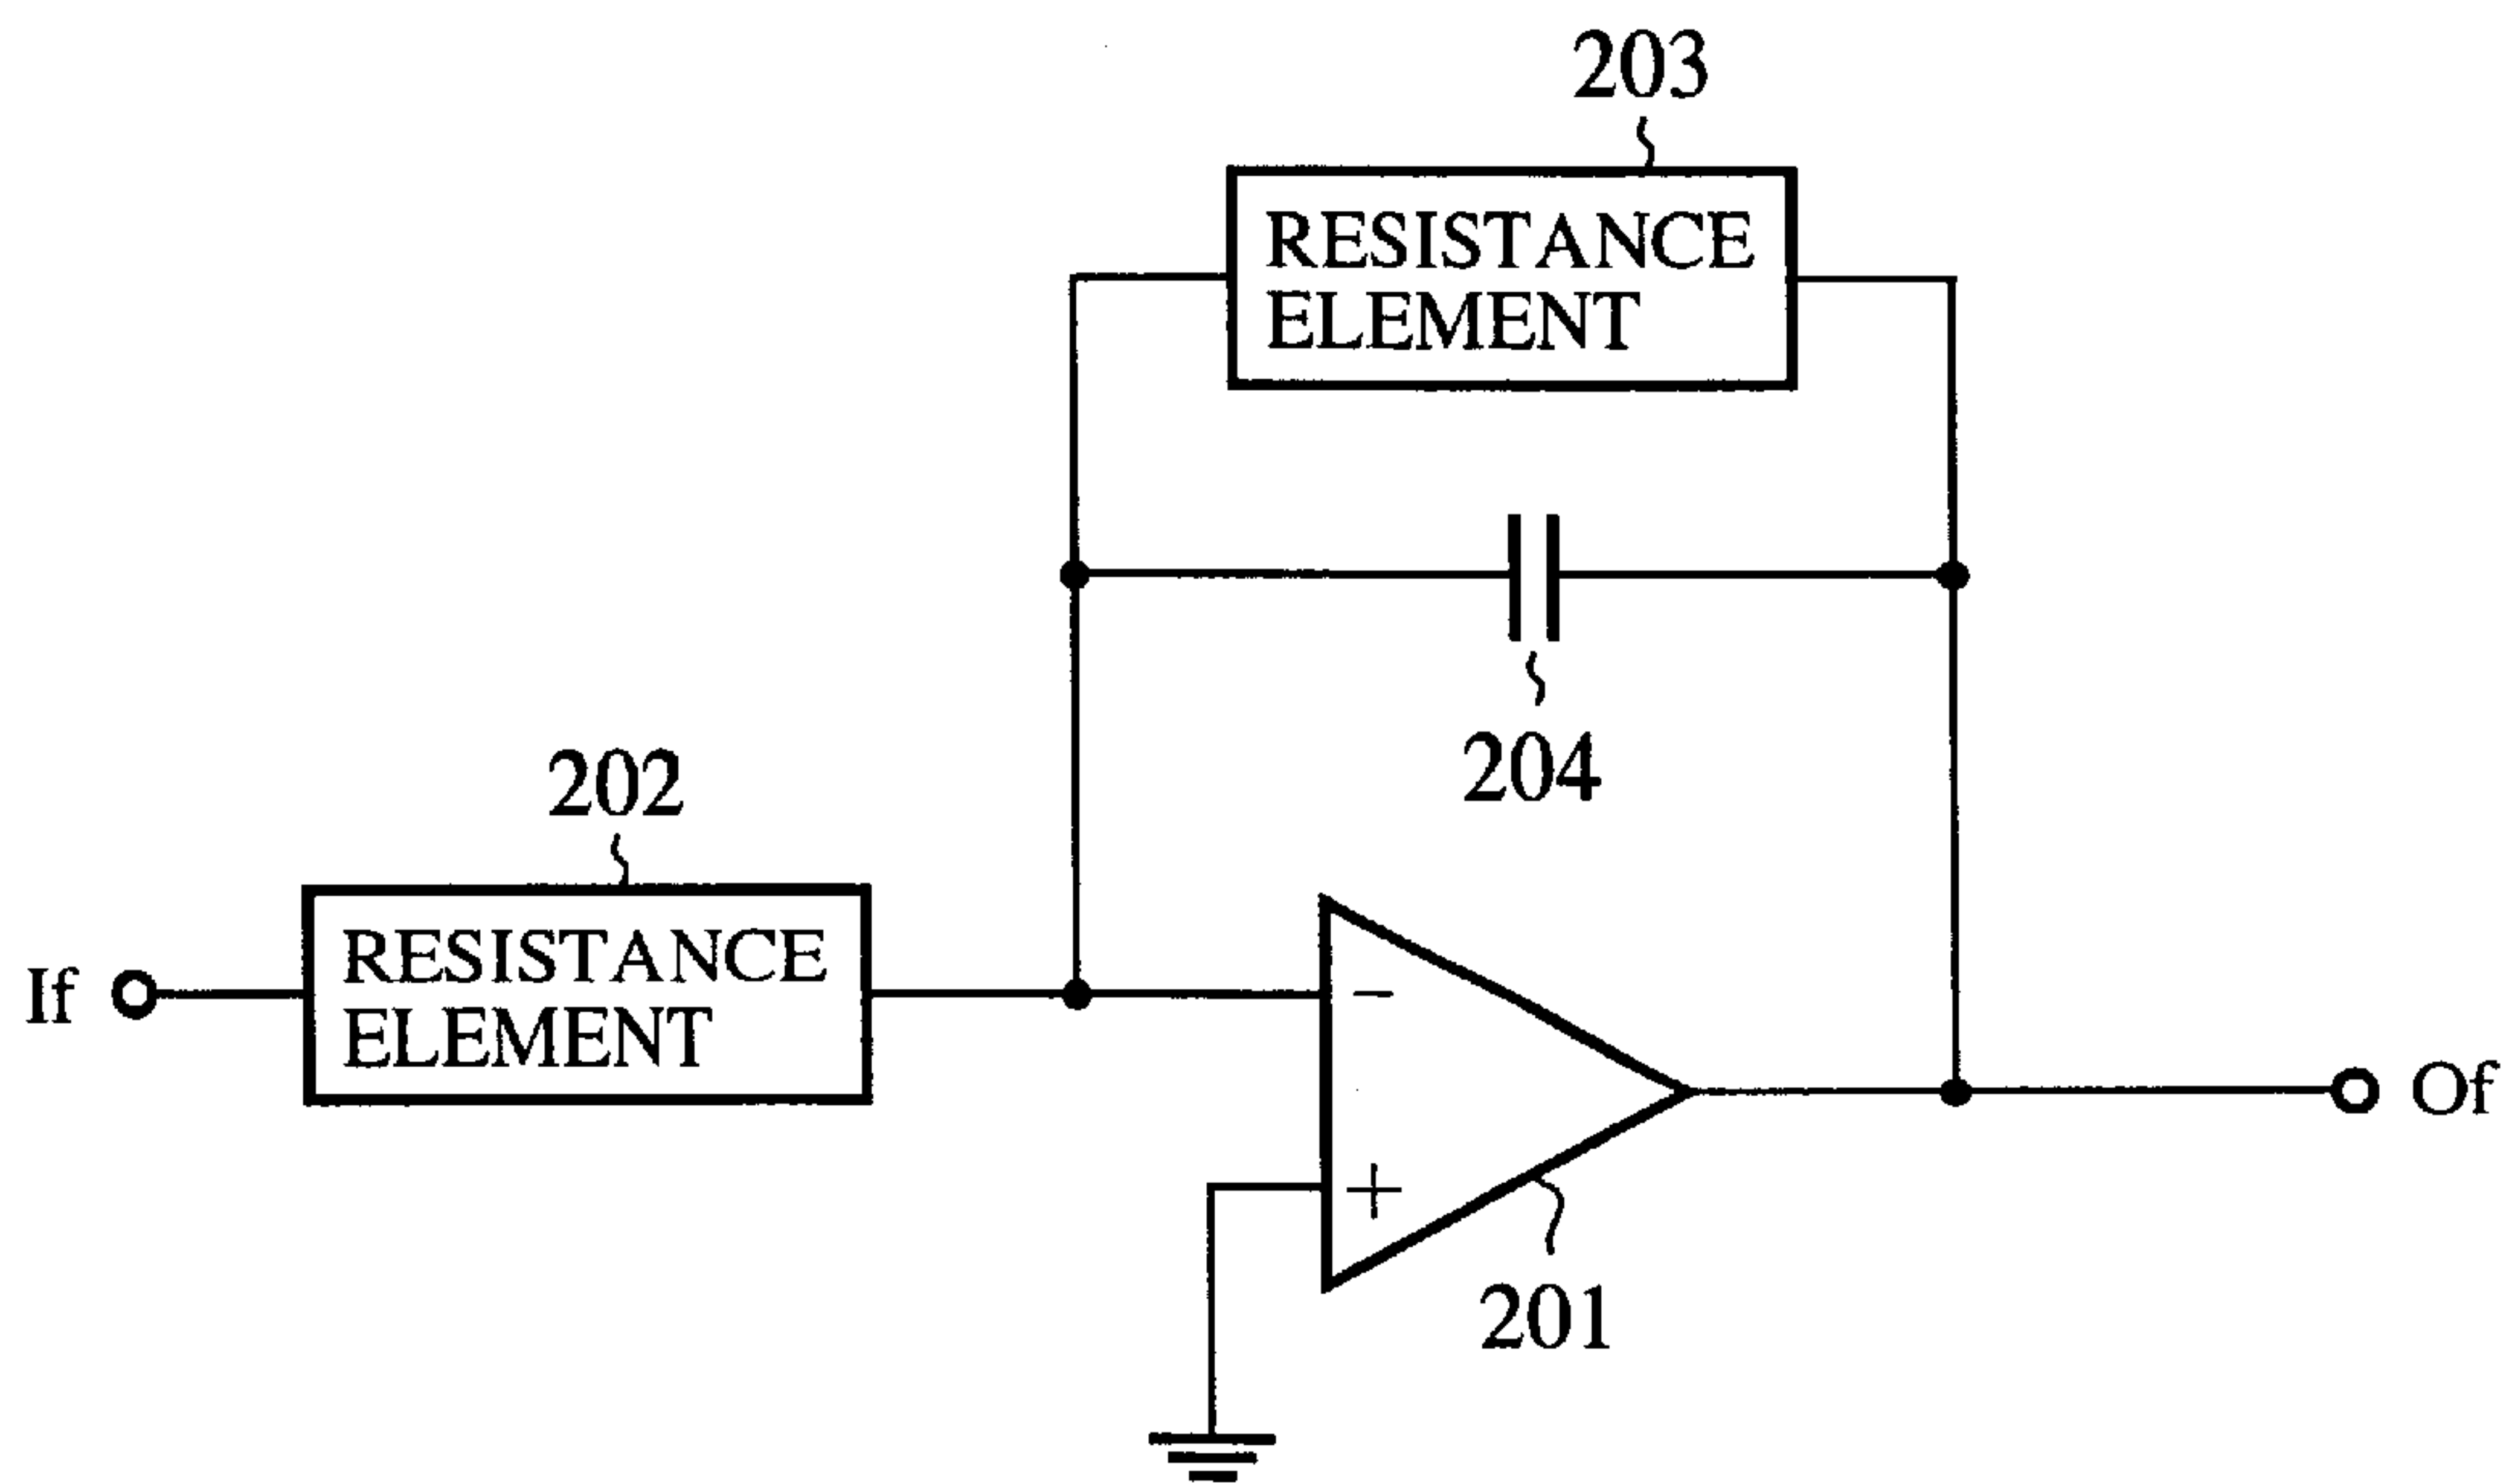 203
RESISTANCE
ELEMENT
204
202
RESISTANCE
ELEMENT
If
−
+
Of
201